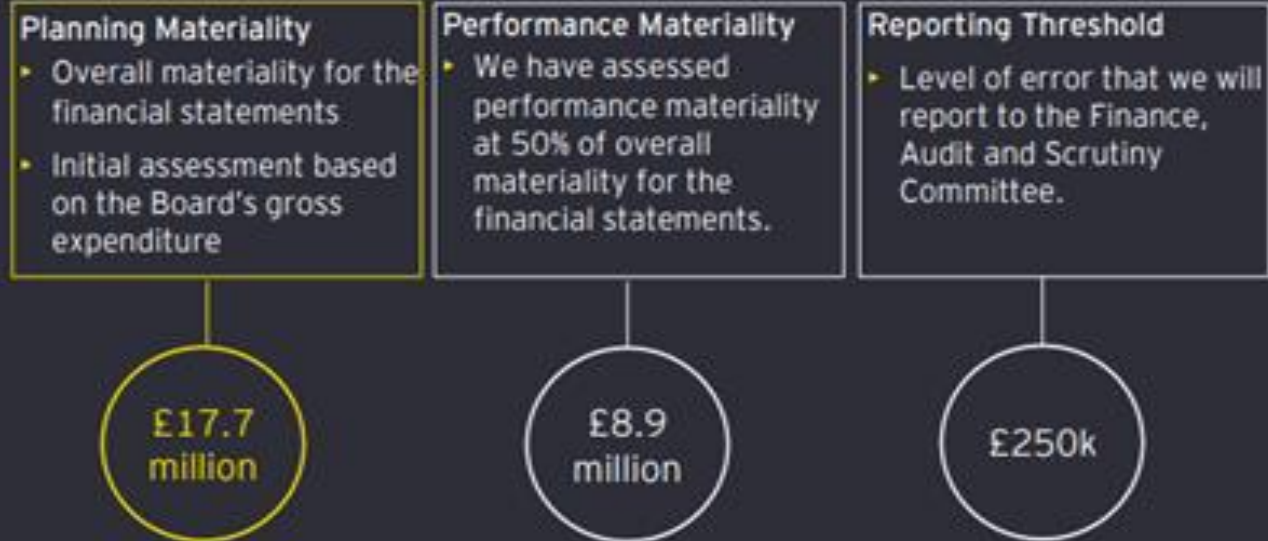 Planning Materiality
▸ Overall materiality for the
financial statements
▸ Initial assessment based
on the Board's gross
expenditure
£17.7
million
Performance Materiality
▸ We have assessed
performance materiality
at 50% of overall
materiality for the
financial statements.
£8.9
million
Reporting Threshold
▸ Level of error that we will
report to the Finance,
Audit and Scrutiny
Committee.
£250k